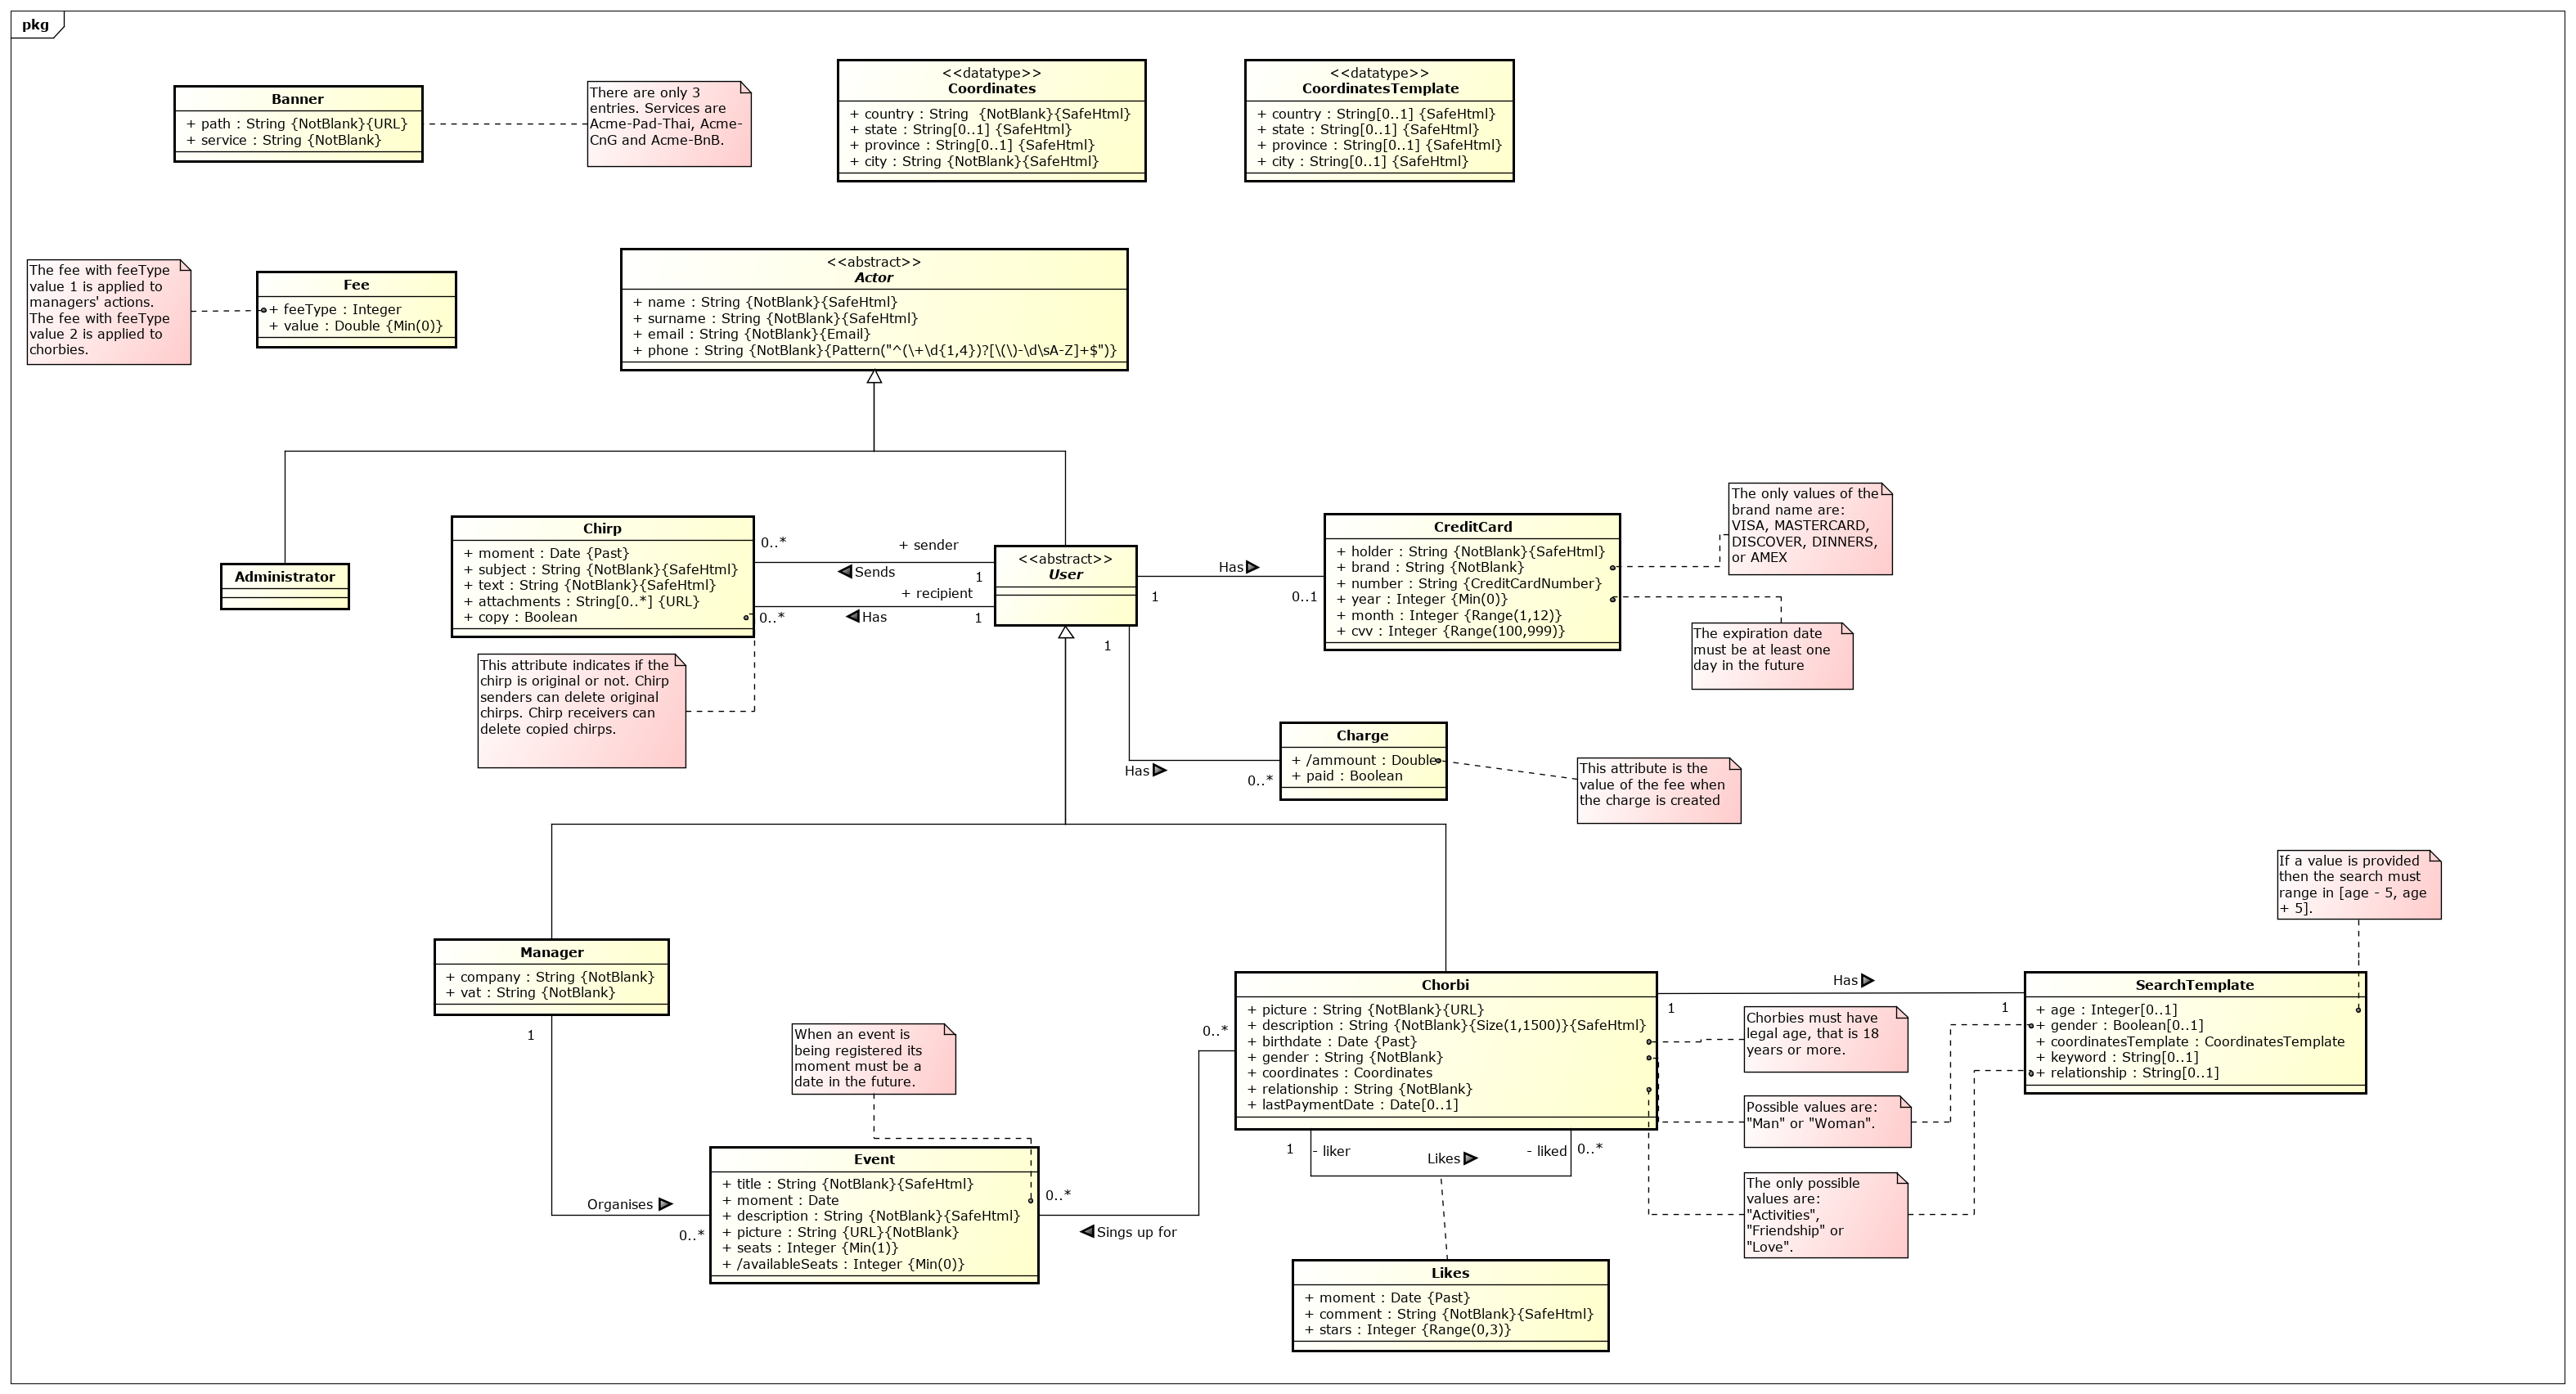 pkg
Banner
+ path : String {NotBlank}{URL}
+ service : String {NotBlank}
There are only 3
entries. Services are
Acme-Pad-Thai, Acme-
CnG and Acme-BnB.
<<datatype>>
Coordinates
+ country : String  {NotBlank}{SafeHtml}
+ state : String[0..1] {SafeHtml}
+ province : String[0..1] {SafeHtml}
+ city : String {NotBlank}{SafeHtml}
<<datatype>>
CoordinatesTemplate
+ country : String[0..1] {SafeHtml}
+ state : String[0..1] {SafeHtml}
+ province : String[0..1] {SafeHtml}
+ city : String[0..1] {SafeHtml}
The fee with feeType
value 1 is applied to
managers' actions.
The fee with feeType
value 2 is applied to
chorbies.
Fee
+ feeType : Integer
+ value : Double {Min(0)}
<<abstract>>
Actor
+ name : String {NotBlank}{SafeHtml}
+ surname : String {NotBlank}{SafeHtml}
+ email : String {NotBlank}{Email}
+ phone : String {NotBlank}{Pattern("^(\+\d{1,4})?[\(\)-\d\sA-Z]+$")}
Administrator
Chirp
+ moment : Date {Past}
+ subject : String {NotBlank}{SafeHtml}
+ text : String {NotBlank}{SafeHtml}
+ attachments : String[0..*] {URL}
+ copy : Boolean
0..*
+ sender
Sends
1
+ recipient
0..*
Has
1
This attribute indicates if the
chirp is original or not. Chirp
senders can delete original
chirps. Chirp receivers can
delete copied chirps.
<<abstract>>
User
Has
1
0..1
CreditCard
+ holder : String {NotBlank}{SafeHtml}
+ brand : String {NotBlank}
+ number : String {CreditCardNumber}
+ year : Integer {Min(0)}
+ month : Integer {Range(1,12)}
+ cvv : Integer {Range(100,999)}
The only values of the
brand name are:
VISA, MASTERCARD,
DISCOVER, DINNERS,
or AMEX
The expiration date
must be at least one
day in the future
1
Has
0..*
Charge
+ /ammount : Double
+ paid : Boolean
This attribute is the
value of the fee when
the charge is created
If a value is provided
then the search must
range in [age - 5, age
+ 5].
Manager
+ company : String {NotBlank}
+ vat : String {NotBlank}
1
Organises
0..*
When an event is
being registered its
moment must be a
date in the future.
Event
+ title : String {NotBlank}{SafeHtml}
+ moment : Date
+ description : String {NotBlank}{SafeHtml}
+ picture : String {URL}{NotBlank}
+ seats : Integer {Min(1)}
+ /availableSeats : Integer {Min(0)}
0..*
Sings up for
0..*
Chorbi
+ picture : String {NotBlank}{URL}
+ description : String {NotBlank}{Size(1,1500)}{SafeHtml}
+ birthdate : Date {Past}
+ gender : String {NotBlank}
+ coordinates : Coordinates
+ relationship : String {NotBlank}
+ lastPaymentDate : Date[0..1]
Has
1
1
Chorbies must have
legal age, that is 18
years or more.
Possible values are:
"Man" or "Woman".
The only possible
values are:
"Activities",
"Friendship" or
"Love".
SearchTemplate
+ age : Integer[0..1]
+ gender : Boolean[0..1]
+ coordinatesTemplate : CoordinatesTemplate
+ keyword : String[0..1]
+ relationship : String[0..1]
1
- liker
Likes
- liked
0..*
Likes
+ moment : Date {Past}
+ comment : String {NotBlank}{SafeHtml}
+ stars : Integer {Range(0,3)}